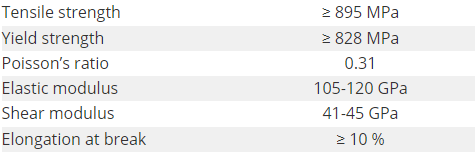 Tensile strength ≥ 895 MPa
Yield strength ≥ 828 MPa
Poisson’s ratio 0.31
Elastic modulus 105-120 GPa
Shear modulus 41-45 GPa
Elongation at break ≥ 10 %